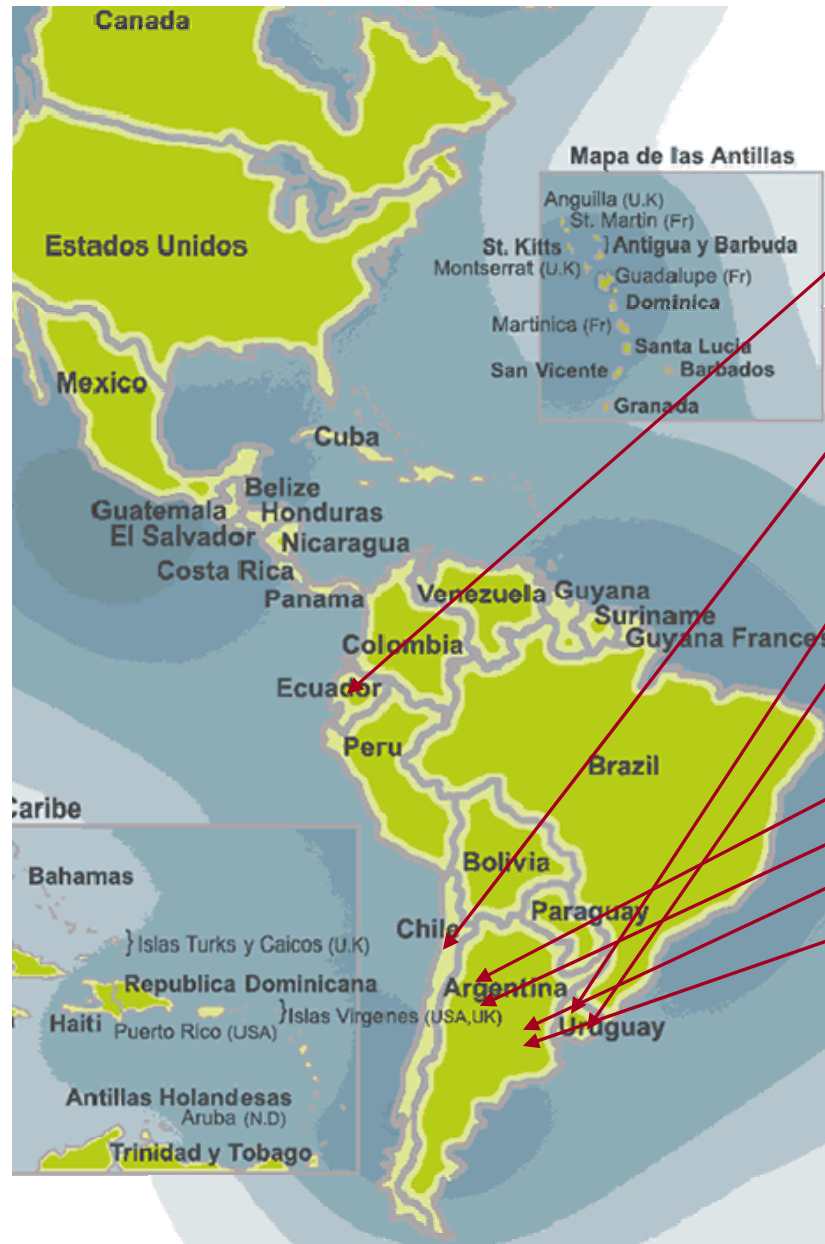 Canada
Mapa de las Antillas
Anguilla (U.K)
St. Martin (Fr)
Estados Unidos
St. Kitts
} Antigua y Barbuda
Montserrat (U.K)
Guadalupe (Fr)
Dominica
Martinica (Fr)
Santa Lucia
San Vicente
Barbados
Mexico
Granada
Cuba
Belize
Guatemala
Honduras
El Salvador
Nicaragua
Costa Rica
Panama
Venezuela
Guyana
Suriname
Guyana Frances
Colombia
Ecuador
Peru
Brazil
Caribe
Bolivia
Bahamas
Paraguay
Chile
}Islas Turks y Caicos (U.K)
Republica Dominicana
Argentina
Haiti
Puerto Rico (USA)
}Islas Virgenes (USA,UK)
Uruguay
Antillas Holandesas
Aruba (N.D)
Trinidad y Tobago